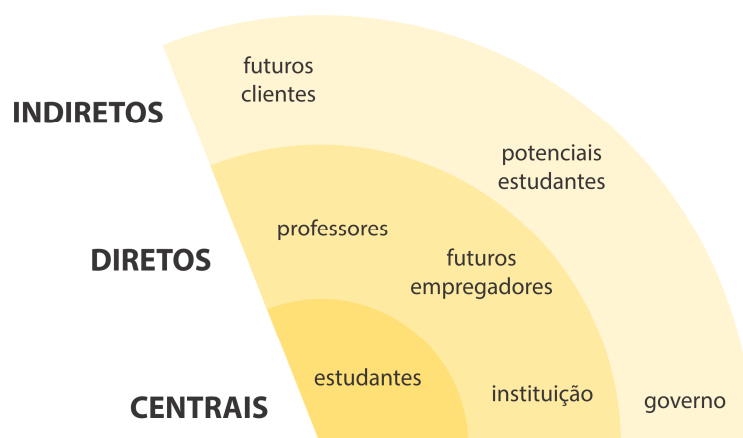 futuros
clientes
INDIRETOS
potenciais
estudantes
professores
DIRETOS
futuros
empregadores
estudantes
CENTRAIS
instituição
governo